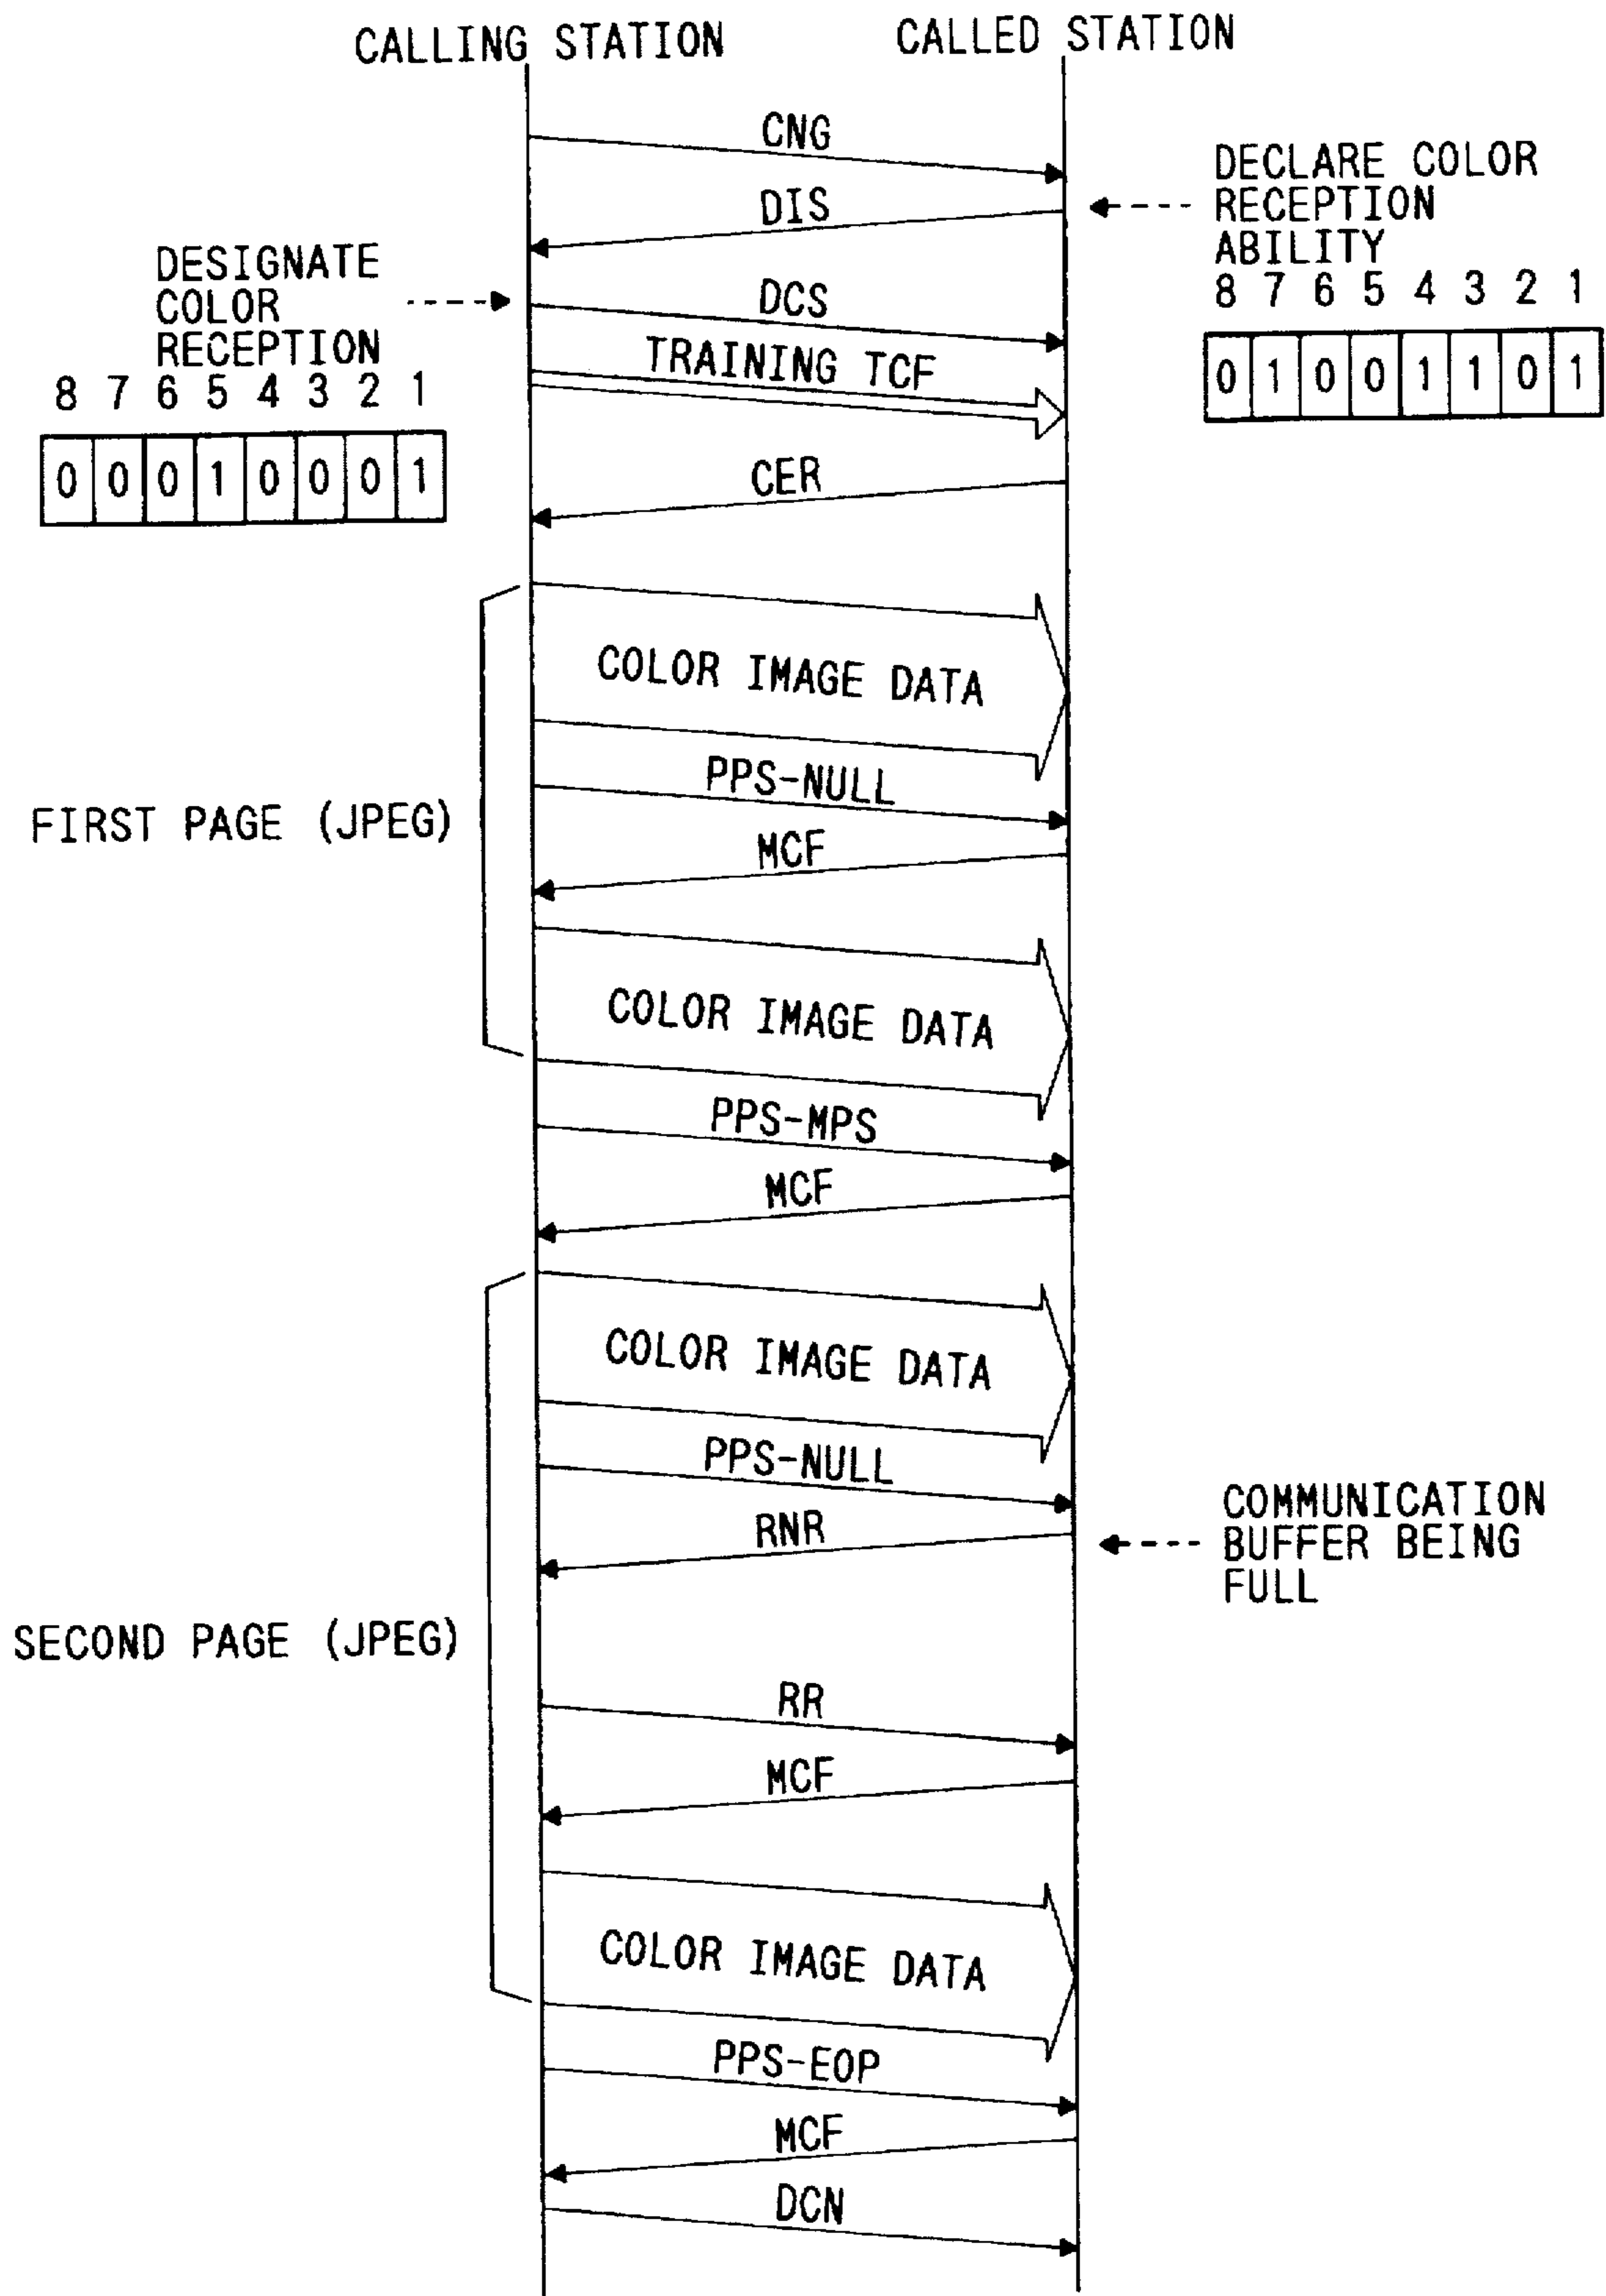 CALLING STATION
CALLED STATION
CNG
DECLARE COLOR
RECEPTION
ABILITY
DIS
8 7 6 5 4 3 2 1
0 1 0 0 1 1 0 1
DESIGNATE
COLOR
RECEPTION
DCS
8 7 6 5 4 3 2 1
0 0 0 1 0 0 0 1
TRAINING TCF
CER
COLOR IMAGE DATA
PPS-NULL
FIRST PAGE (JPEG)
MCF
COLOR IMAGE DATA
PPS-MPS
MCF
COLOR IMAGE DATA
PPS-NULL
RNR
COMMUNICATION
BUFFER BEING
FULL
SECOND PAGE (JPEG)
RR
MCF
COLOR IMAGE DATA
PPS-EOP
MCF
DCN